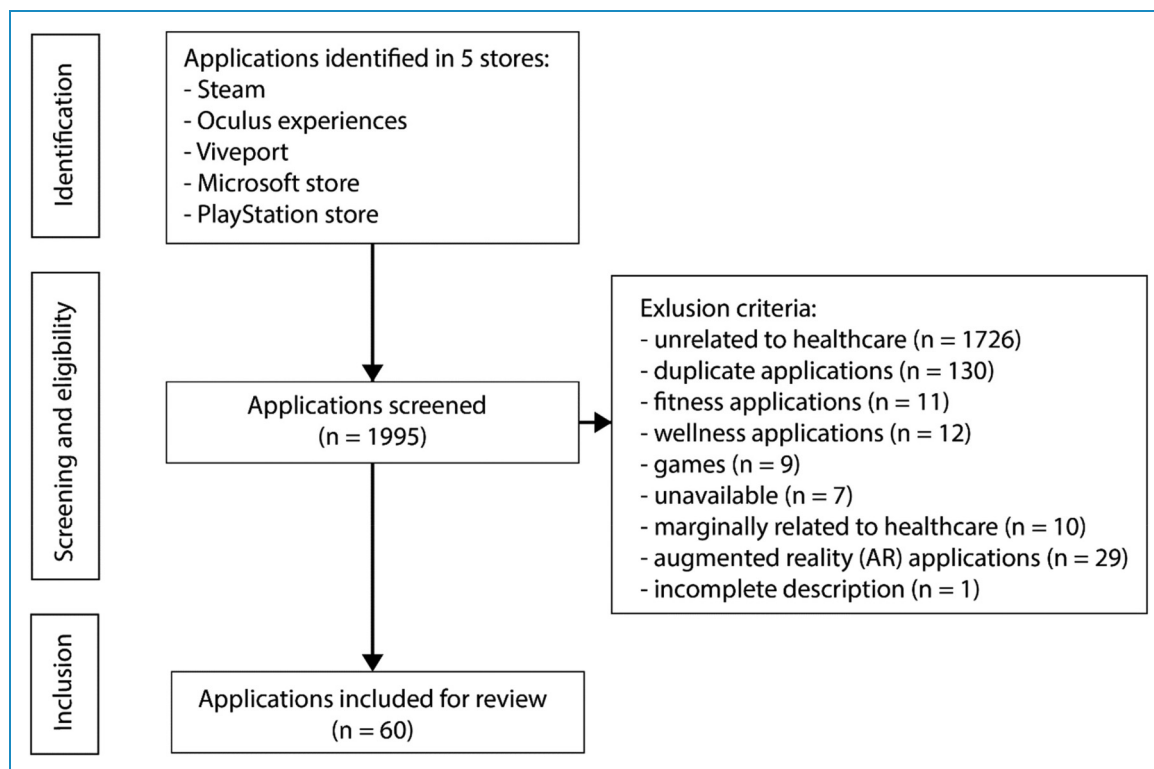 Identification
Applications identified in 5 stores:
- Steam
- Oculus experiences
- Viveport
- Microsoft store
- PlayStation store
Screening and eligibility
Applications screened
(n = 1995)
Exlusion criteria:
- unrelated to healthcare (n = 1726)
- duplicate applications (n = 130)
- fitness applications (n = 11)
- wellness applications (n = 12)
- games (n = 9)
- unavailable (n = 7)
- marginally related to healthcare (n = 10)
- augmented reality (AR) applications (n = 29)
- incomplete description (n = 1)
Inclusion
Applications included for review
(n = 60)